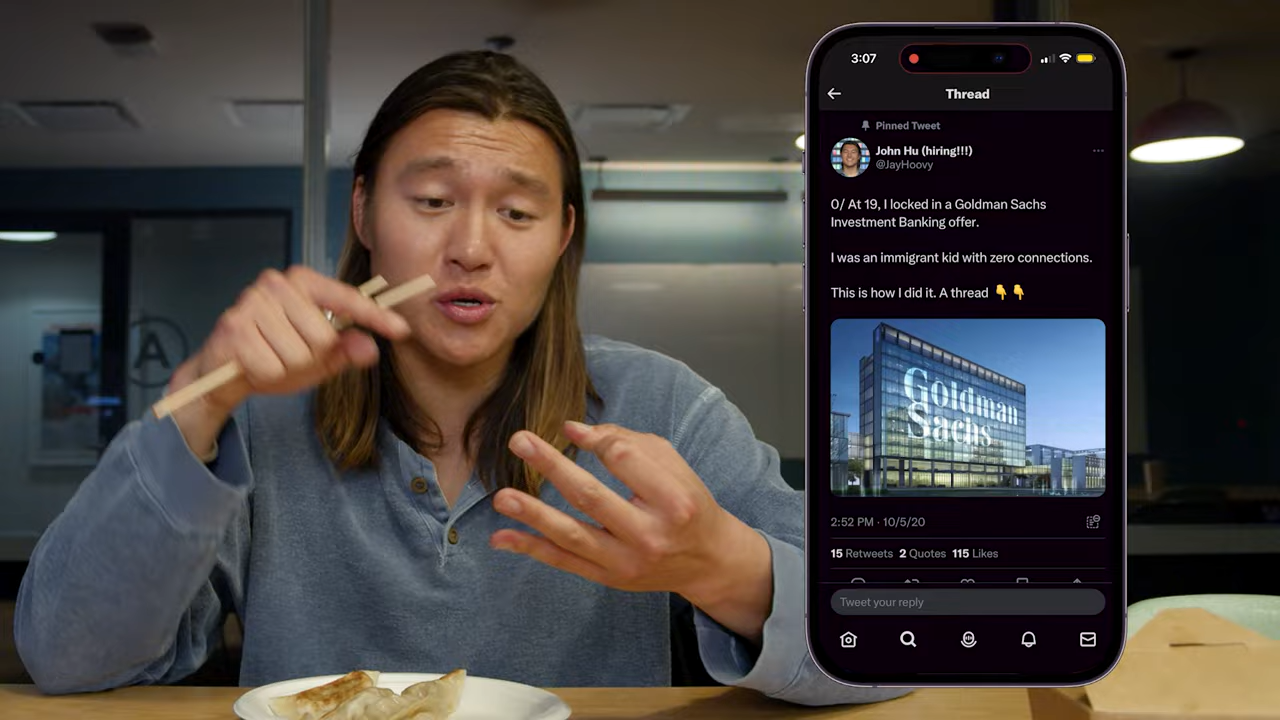 A
3:07
Thread
Pinned Tweet
John Hu (hiring!!!)
@JayHoovy
0/ At 19, I locked in a Goldman Sachs
Investment Banking offer.
I was an immigrant kid with zero connections.
This is how I did it. A thread 👇👇
Goldman
Sachs
2:52 PM · 10/5/20
15 Retweets 2 Quotes 115 Likes
Tweet your reply